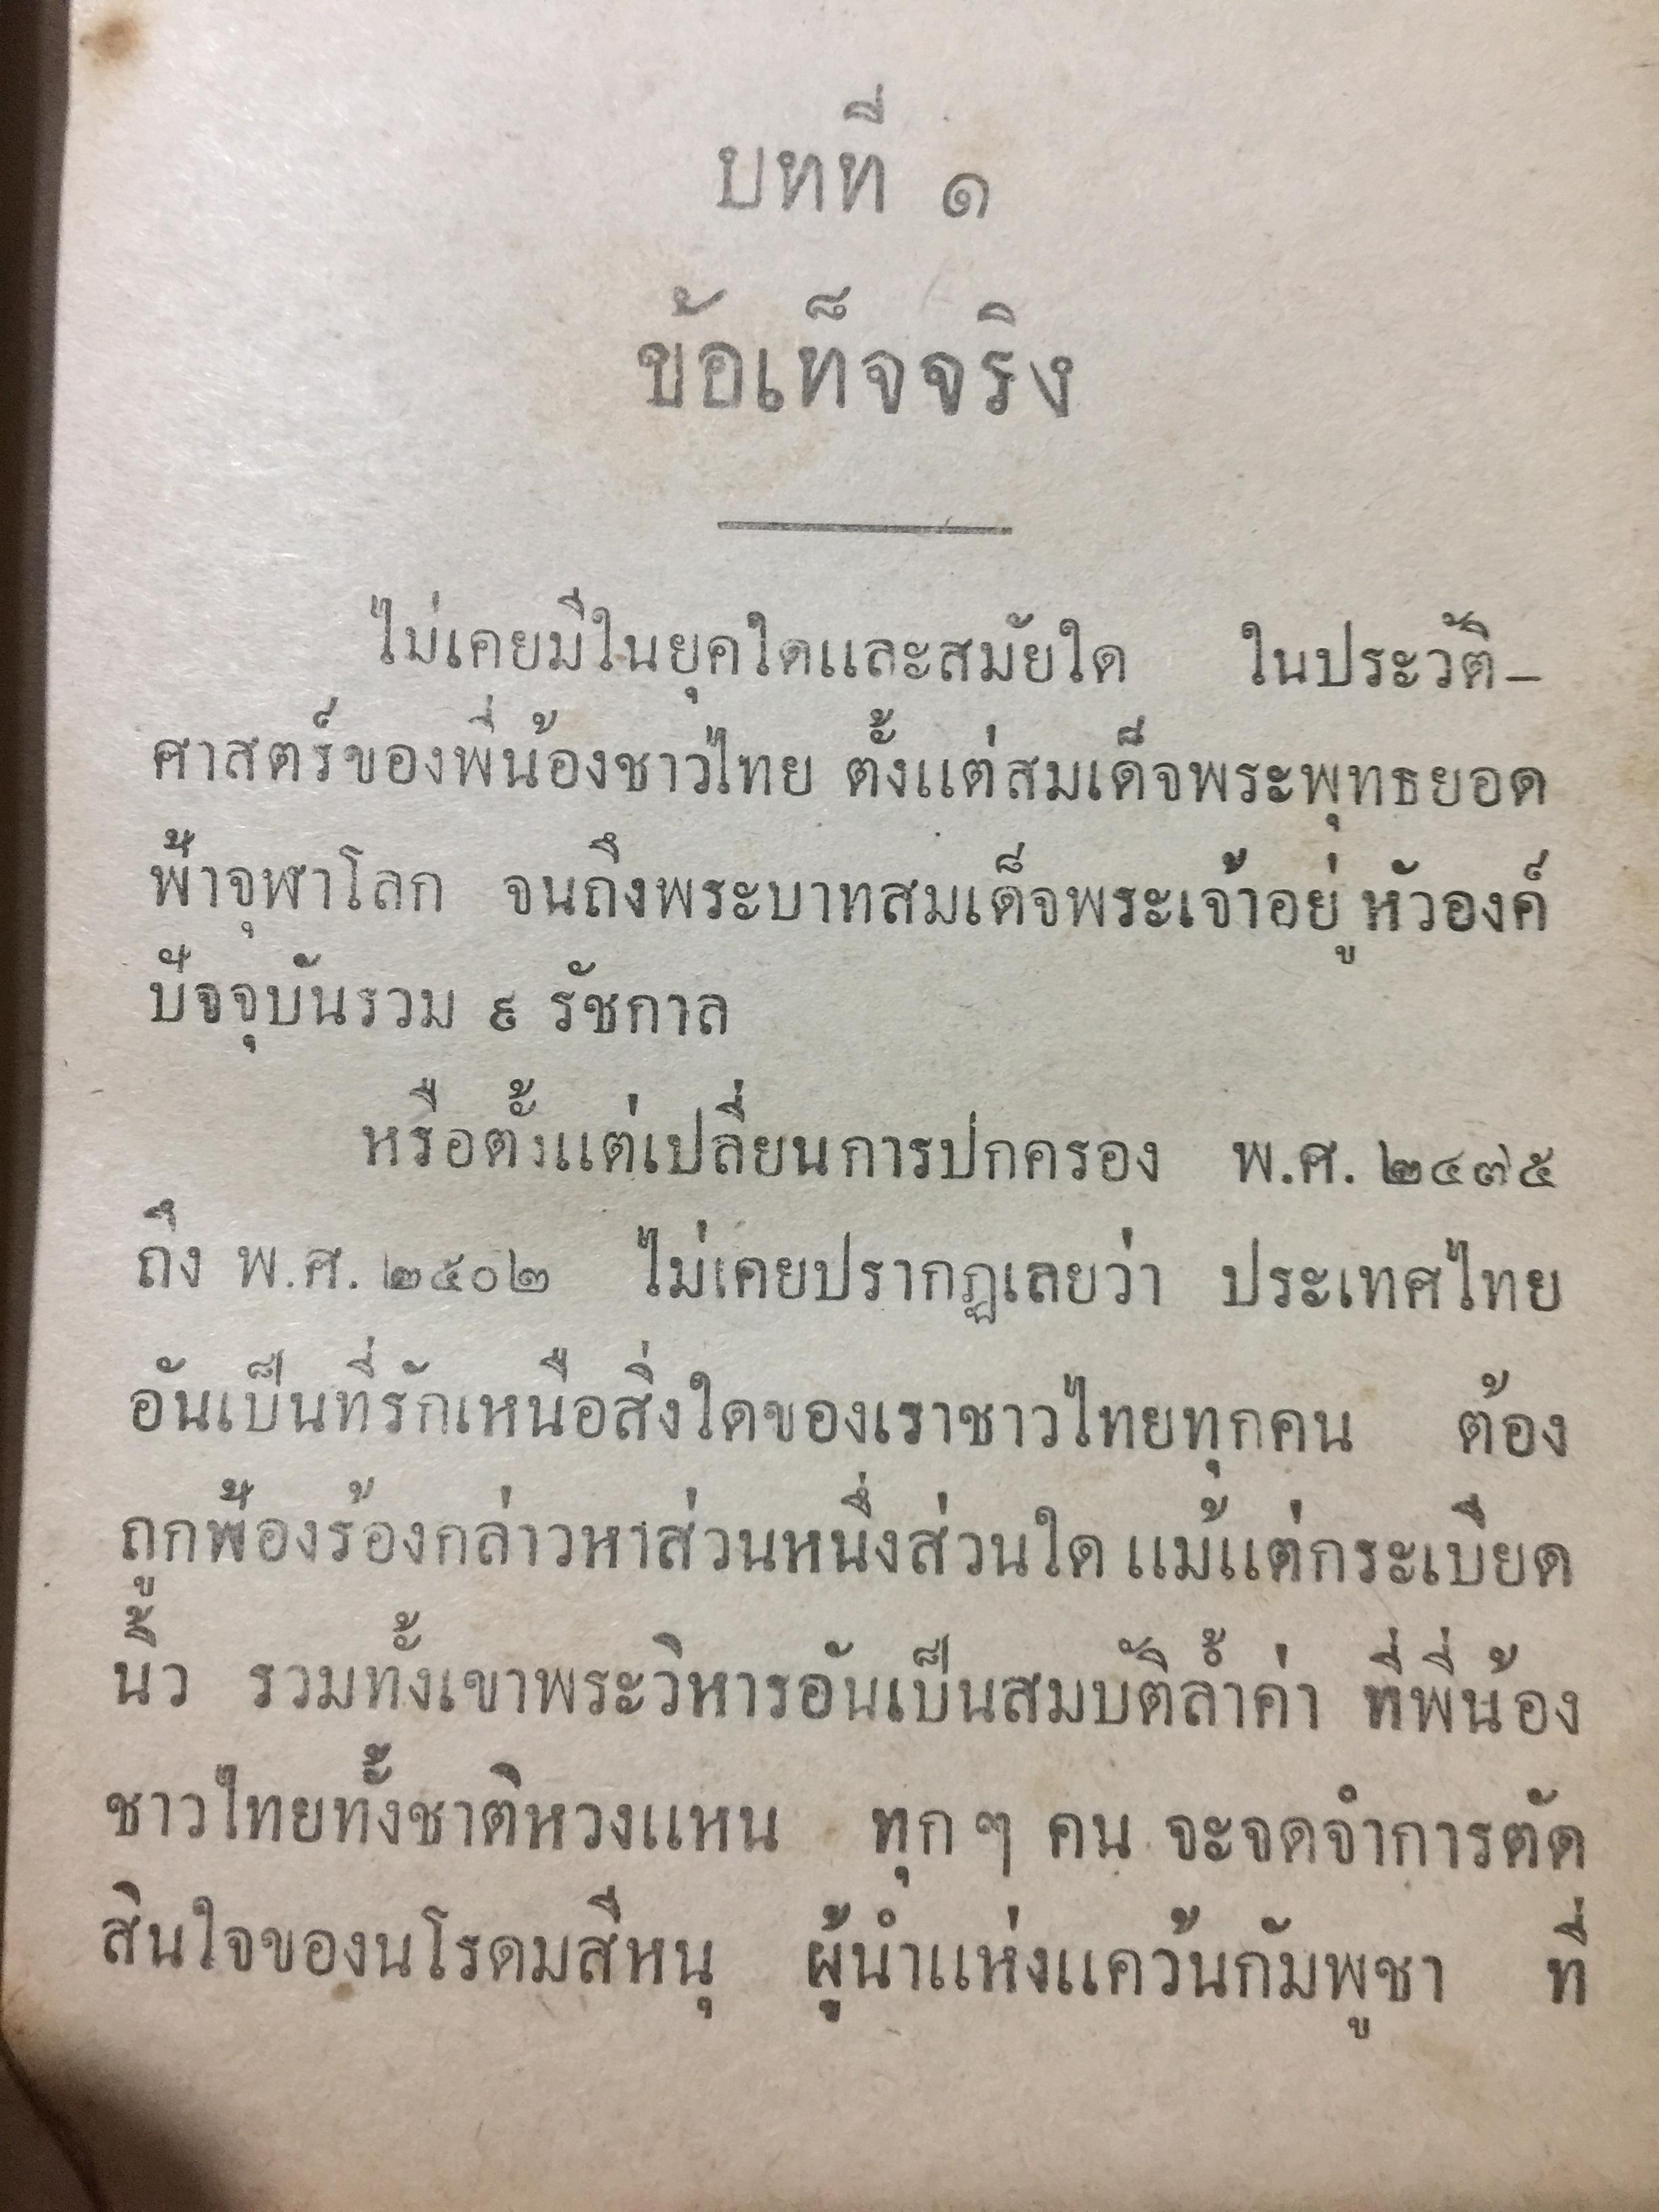 บทที่ ๑
ข้อเท็จจริง
ไม่เคยมีในยุคใดและสมัยใด ในประวัติ-
ศาสตร์ของพี่น้องชาวไทย ตั้งแต่สมเด็จพระพุทธยอด
ฟ้าจุฬาโลก จนถึงพระบาทสมเด็จพระเจ้าอยู่หัวองค์
ปัจจุบันรวม ๙ รัชกาล
หรือตั้งแต่เปลี่ยนการปกครอง พ.ศ. ๒๔๗๕
ถึง พ.ศ. ๒๕๐๒ ไม่เคยปรากฏเลยว่า ประเทศไทย
อันเป็นที่รักเหนือสิ่งใดของเราชาวไทยทุกคน ต้อง
ถูกฟ้องร้องกล่าวหาส่วนหนึ่งส่วนใด แม้แต่กระเบียด
นิ้ว รวมทั้งเขาพระวิหารอันเป็นสมบัติล้ำค่า ที่พี่น้อง
ชาวไทยทั้งชาติหวงแหน ทุก ๆ คน จะจดจำการตัด
สินใจของนโรดมสีหนุ ผู้นำแห่งแคว้นกัมพูชา ที่